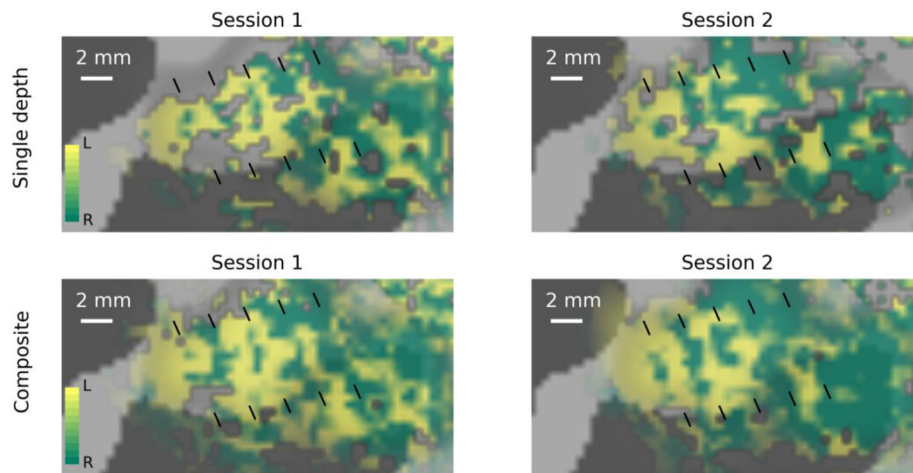 Session 1
Session 2
Single depth
2 mm
2 mm
L
R
Session 1
Session 2
Composite
2 mm
2 mm
L
R